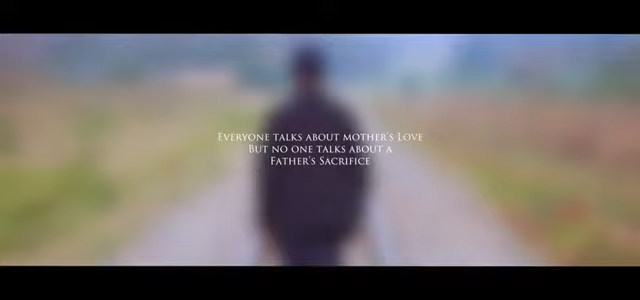 Everyone talks about mother's Love
But no one talks about a
Father's Sacrifice